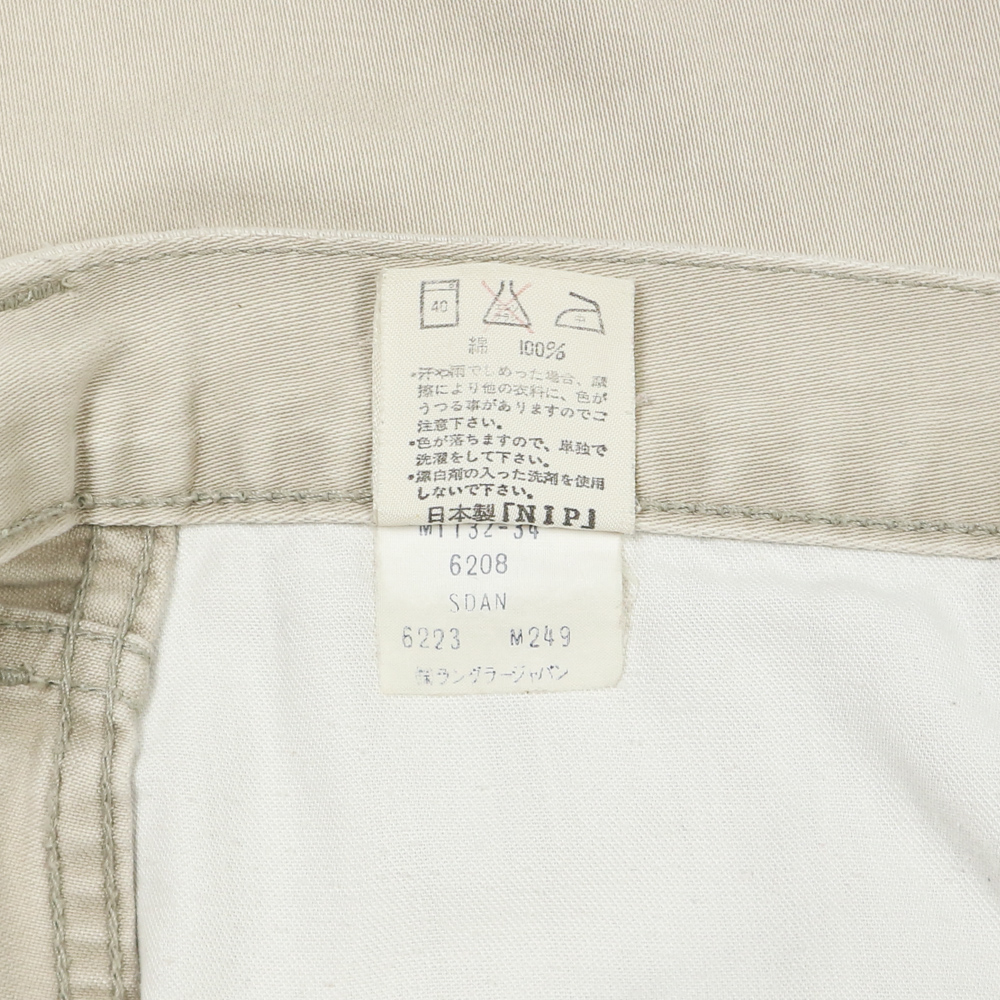 40
中
綿 100%
•汗や雨でしめった場合、摩
擦により他の衣料に、色が
うつる事がありますのでご
注意下さい。
•色が落ちますので、単独で
洗濯をして下さい。
•漂白剤の入った洗剤を使用
しないで下さい。
日本製「NIP」
M1132-34
6208
SDAN
6223 M249
㈱ラングラージャパン